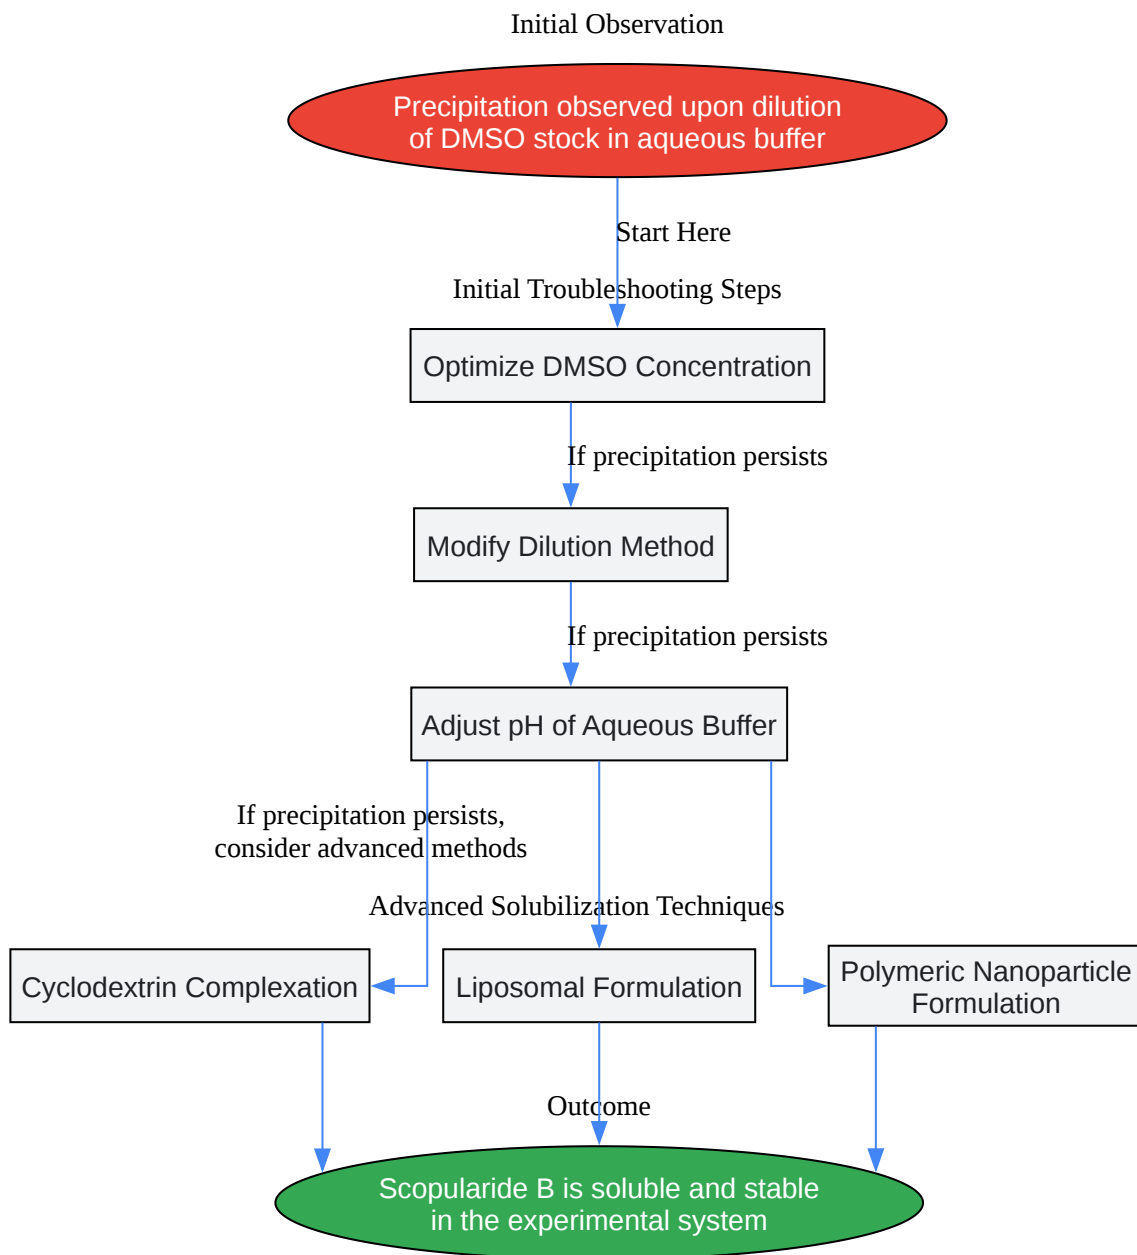 Initial Observation
Precipitation observed upon dilution
of DMSO stock in aqueous buffer
Start Here
Initial Troubleshooting Steps
Optimize DMSO Concentration
If precipitation persists
Modify Dilution Method
If precipitation persists
Adjust pH of Aqueous Buffer
If precipitation persists,
consider advanced methods
Advanced Solubilization Techniques
Cyclodextrin Complexation
Liposomal Formulation
Polymeric Nanoparticle
Formulation
Outcome
Scopularide B is soluble and stable
in the experimental system